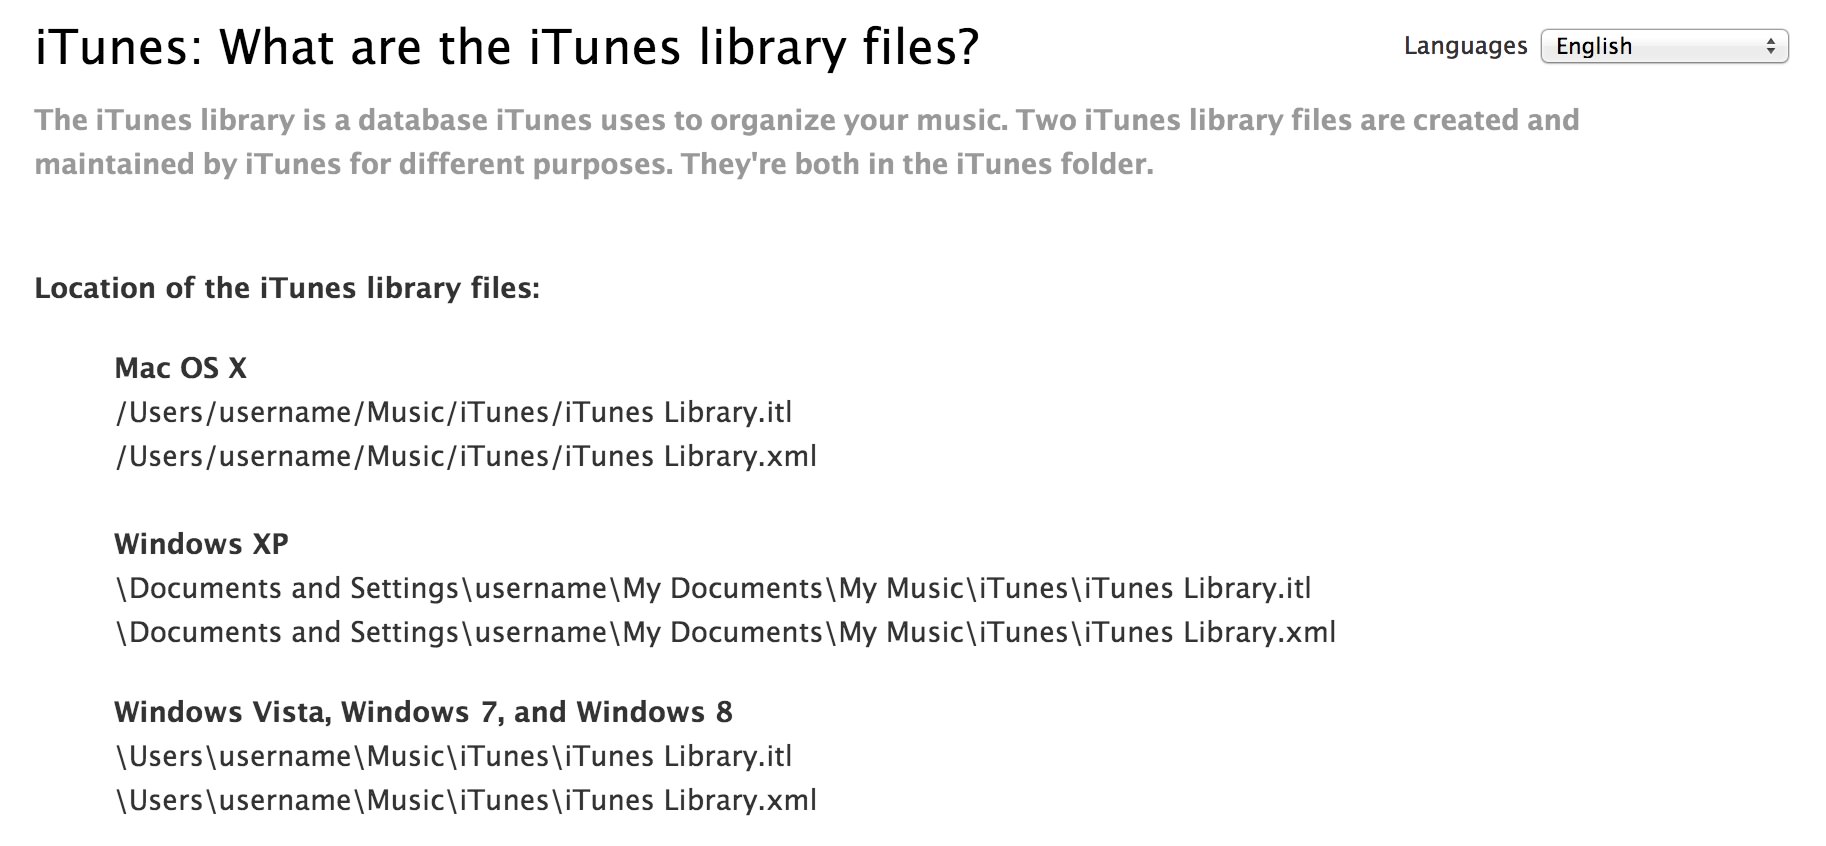 iTunes: What are the iTunes library files?
Languages English
The iTunes library is a database iTunes uses to organize your music. Two iTunes library files are created and
maintained by iTunes for different purposes. They're both in the iTunes folder.
Location of the iTunes library files:
Mac OS X
/Users/username/Music/iTunes/iTunes Library.itl
/Users/username/Music/iTunes/iTunes Library.xml
Windows XP
\Documents and Settings\username\My Documents\My Music\iTunes\iTunes Library.itl
\Documents and Settings\username\My Documents\My Music\iTunes\iTunes Library.xml
Windows Vista, Windows 7, and Windows 8
\Users\username\Music\iTunes\iTunes Library.itl
\Users\username\Music\iTunes\iTunes Library.xml